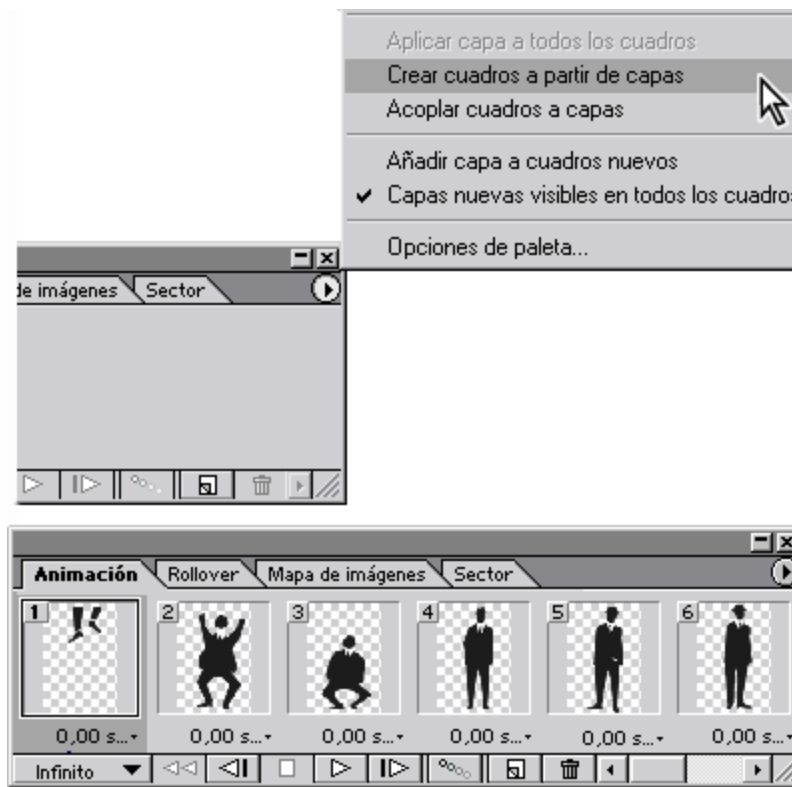 Aplicar capa a todos los cuadros
Crear cuadros a partir de capas
Acoplar cuadros a capas
Añadir capa a cuadros nuevos
✔ Capas nuevas visibles en todos los cuadros
Opciones de paleta...
de imágenes Sector
Animación Rollover Mapa de imágenes Sector
1 2 3 4 5 6
0,00 s... 0,00 s... 0,00 s... 0,00 s... 0,00 s... 0,00 s...
Infinito